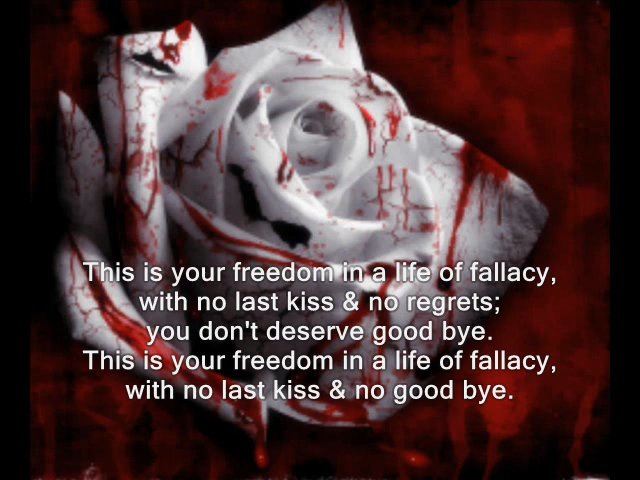 This is your freedom in a life of fallacy,
with no last kiss & no regrets;
you don't deserve good bye.
This is your freedom in a life of fallacy,
with no last kiss & no good bye.